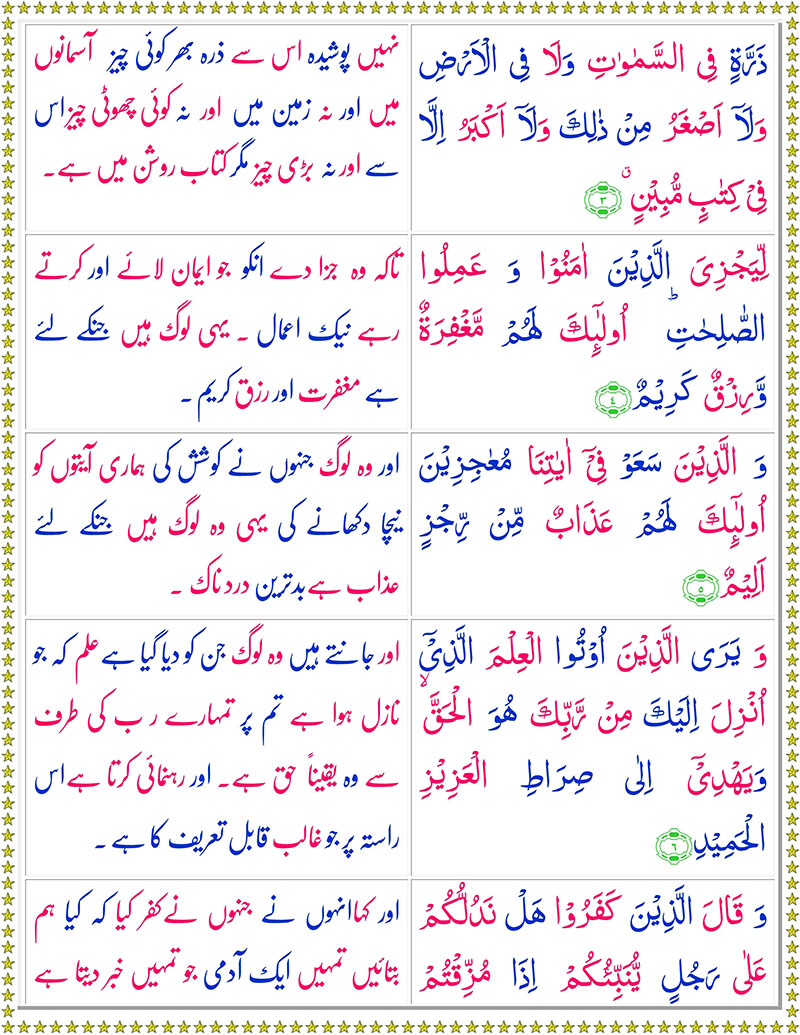 ذَرَّةٍ فِى السَّمٰوٰتِ وَلَا فِى الْاَرْضِ
وَلَآ اَصْغَرُ مِنْ ذٰلِكَ وَلَآ اَكْبَرُ اِلَّا
فِىْ كِتٰبٍ مُّبِيْنٍ ۙ ﴿۳﴾
نہیں پوشیدہ اس سے ذرہ بھر کوئی چیز آسمانوں
میں اور نہ زمین میں اور نہ کوئی چھوٹی چیز اس
سے اور نہ بڑی چیز مگر کتاب روشن میں ہے۔
لِّيَجْزِىَ الَّذِيْنَ اٰمَنُوْا وَ عَمِلُوا
الصّٰلِحٰتِ ؕ اُولٰٓئِكَ لَهُمْ مَّغْفِرَةٌ
وَّرِزْقٌ كَرِيْمٌ ﴿٤﴾
تاکہ وہ جزا دے انکو جو ایمان لائے اور کرتے
رہے نیک اعمال ۔ یہی لوگ ہیں جنکے لئے
ہے مغفرت اور رزق کریم ۔
وَ الَّذِيْنَ سَعَوْ فِىْۤ اٰيٰتِنَا مُعٰجِزِيْنَ
اُولٰٓئِكَ لَهُمْ عَذَابٌ مِّنْ رِّجْزٍ
اَلِيْمٌ ﴿۵﴾
اور وہ لوگ جنہوں نے کوشش کی ہماری آیتوں کو
نیچا دکھانے کی یہی وہ لوگ ہیں جنکے لئے
عذاب ہے بدترین درد ناک ۔
وَ يَرَى الَّذِيْنَ اُوْتُوا الْعِلْمَ الَّذِىْۤ
اُنْزِلَ اِلَيْكَ مِنْ رَّبِّكَ هُوَ الْحَقَّ ۙ
وَيَهْدِىْۤ اِلٰى صِرَاطِ الْعَزِيْزِ
الْحَمِيْدِ ﴿٦﴾
اور جانتے ہیں وہ لوگ جن کو دیا گیا ہے علم کہ جو
نازل ہوا ہے تم پر تمہارے رب کی طرف
سے وہ یقیناً حق ہے۔ اور رہنمائی کرتا ہے اس
راستہ پر جو غالب قابل تعریف کا ہے ۔
وَ قَالَ الَّذِيْنَ كَفَرُوْا هَلْ نَدُلُّكُمْ
عَلٰى رَجُلٍ يُّنَبِّئُكُمْ اِذَا مُزِّقْتُمْ
اور کہا انہوں نے جنہوں نے کفر کیا کہ کیا ہم
بتائیں تمہیں ایک آدمی جو تمہیں خبر دیتا ہے